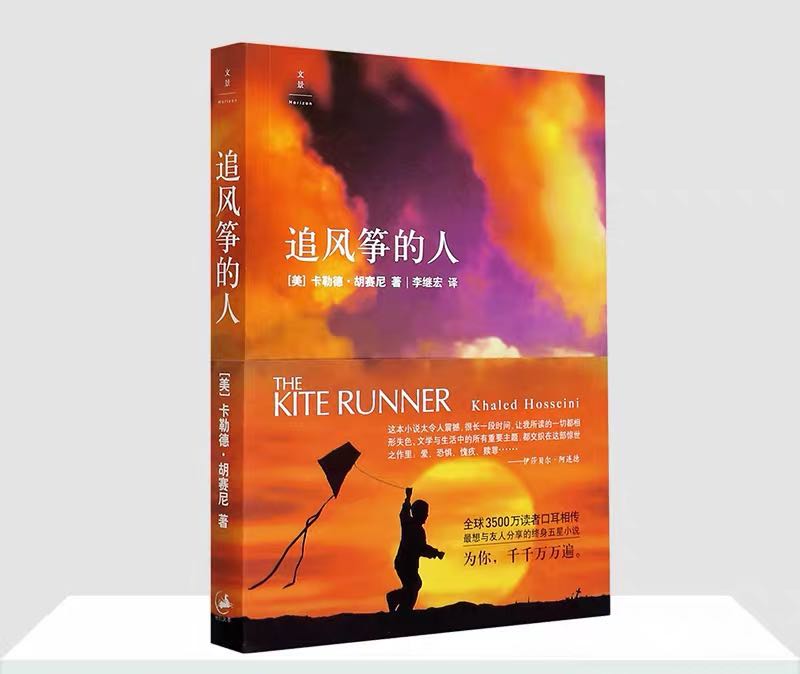 文景
Horizon
追风筝的人
[美] 卡勒德·胡赛尼 著
文景
Horizon
追风筝的人
[美] 卡勒德·胡赛尼 著|李继宏 译
THE
KITE RUNNER
Khaled Hosseini
这本小说太令人震撼，很长一段时间，让我所读的一切都相
形失色。文学与生活中的所有重要主题，都交织在这部惊世
之作里：爱、恐惧、愧疚、赎罪……
——伊莎贝尔·阿连德
全球3500万读者口耳相传
最想与友人分享的终身五星小说
为你，千千万万遍。